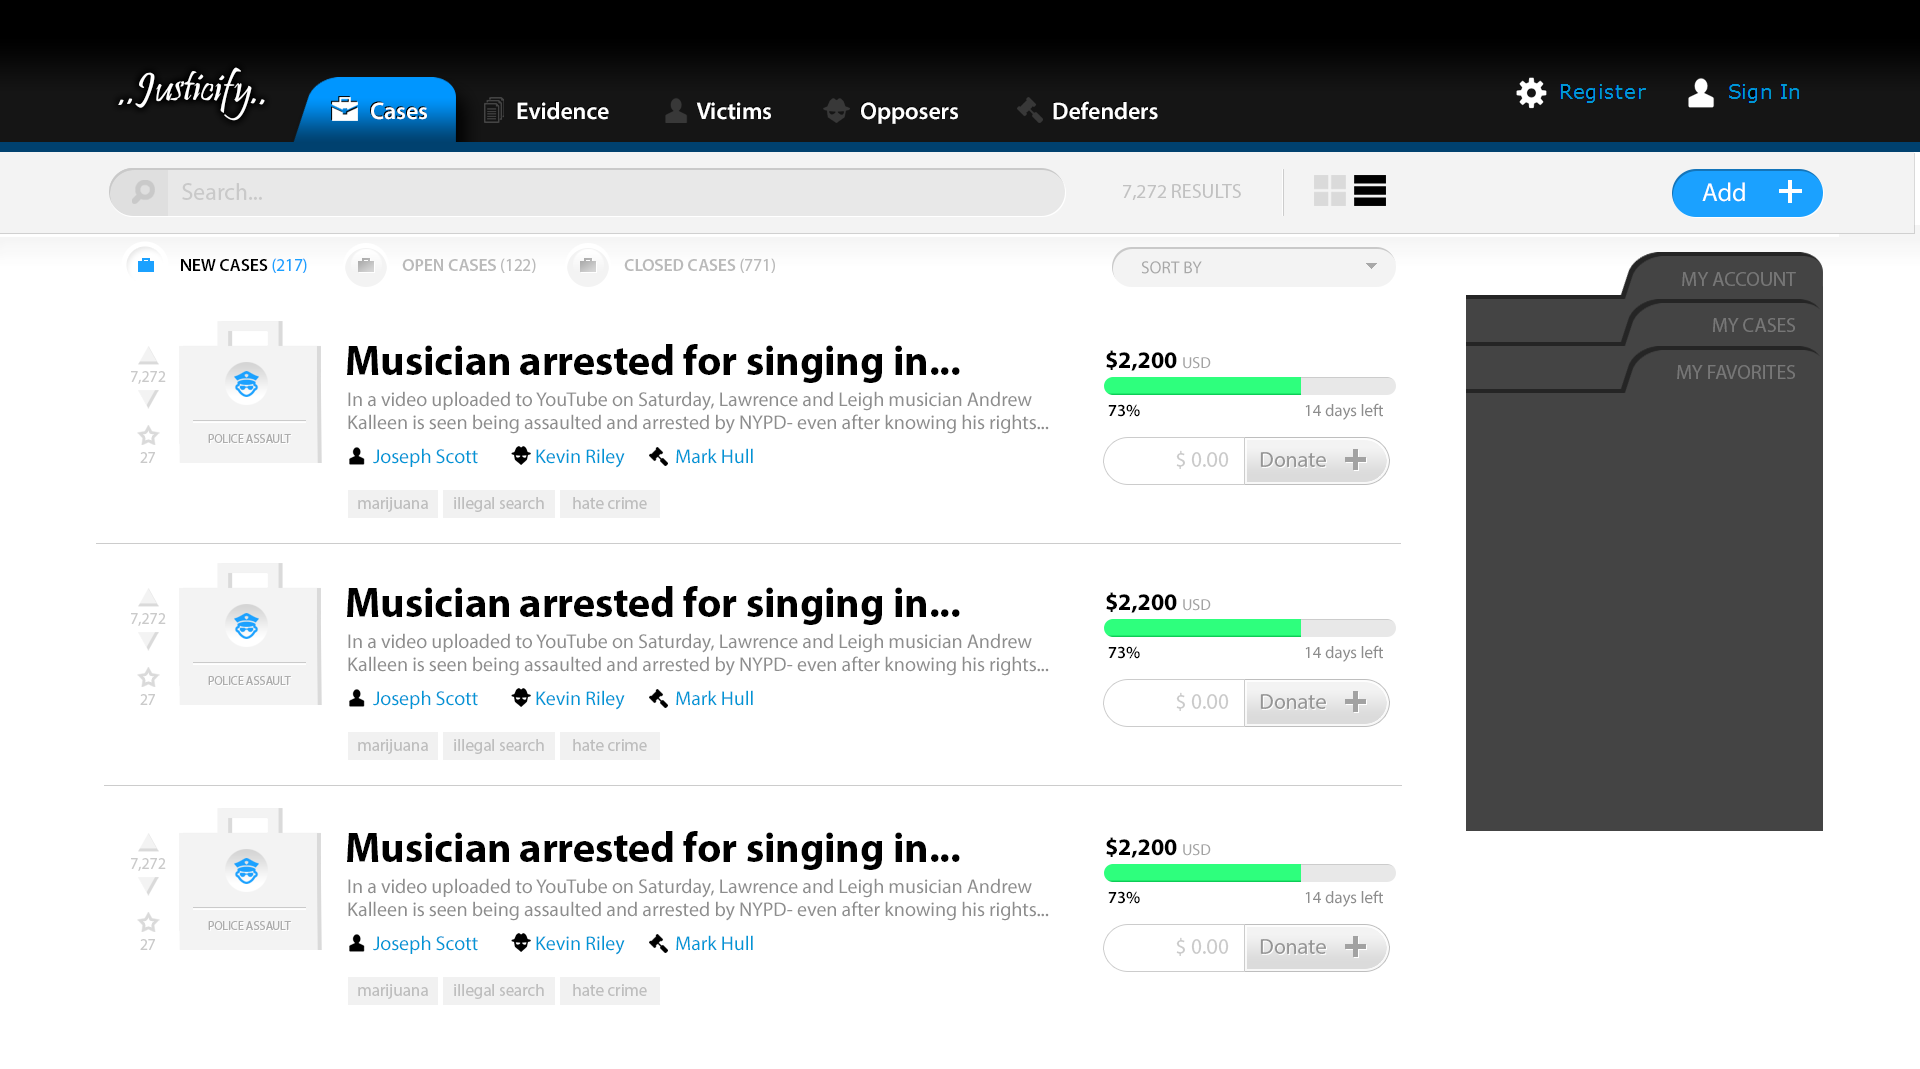 ..Justicify..
Cases
Evidence
Victims
Opposers
Defenders
Register
Sign In
Search...
7,272 RESULTS
Add
NEW CASES (217)
OPEN CASES (122)
CLOSED CASES (771)
SORT BY
MY ACCOUNT
MY CASES
MY FAVORITES
7,272
27
POLICE ASSAULT
Musician arrested for singing in...
In a video uploaded to YouTube on Saturday, Lawrence and Leigh musician Andrew
Kalleen is seen being assaulted and arrested by NYPD- even after knowing his rights...
Joseph Scott
Kevin Riley
Mark Hull
marijuana
illegal search
hate crime
$2,200 USD
73%
14 days left
$ 0.00
Donate
7,272
27
POLICE ASSAULT
Musician arrested for singing in...
In a video uploaded to YouTube on Saturday, Lawrence and Leigh musician Andrew
Kalleen is seen being assaulted and arrested by NYPD- even after knowing his rights...
Joseph Scott
Kevin Riley
Mark Hull
marijuana
illegal search
hate crime
$2,200 USD
73%
14 days left
$ 0.00
Donate
7,272
27
POLICE ASSAULT
Musician arrested for singing in...
In a video uploaded to YouTube on Saturday, Lawrence and Leigh musician Andrew
Kalleen is seen being assaulted and arrested by NYPD- even after knowing his rights...
Joseph Scott
Kevin Riley
Mark Hull
marijuana
illegal search
hate crime
$2,200 USD
73%
14 days left
$ 0.00
Donate